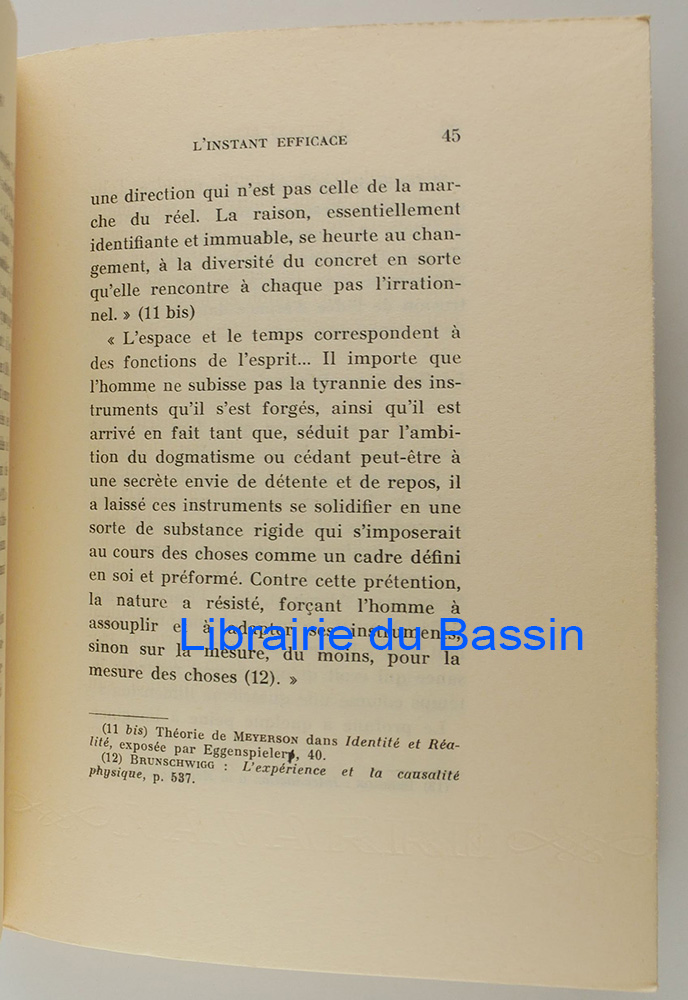 L'INSTANT EFFICACE 45
une direction qui n'est pas celle de la mar-
che du réel. La raison, essentiellement
identifiante et immuable, se heurte au chan-
gement, à la diversité du concret en sorte
qu'elle rencontre à chaque pas l'irration-
nel. » (11 bis)
« L'espace et le temps correspondent à
des fonctions de l'esprit... Il importe que
l'homme ne subisse pas la tyrannie des ins-
truments qu'il s'est forgés, ainsi qu'il est
arrivé en fait tant que, séduit par l'ambi-
tion du dogmatisme ou cédant peut-être à
une secrète envie de détente et de repos, il
a laissé ces instruments se solidifier en une
sorte de substance rigide qui s'imposerait
au cours des choses comme un cadre défini
en soi et préformé. Contre cette prétention,
la nature a résisté, forçant l'homme à
assouplir et à adapter ses instruments,
Librairie du Bassin
sinon sur la mesure, du moins, pour la
mesure des choses (12). »
(11 bis) Théorie de MEYERSON dans Identité et Réa-
lité, exposée par Eggenspieler, 40.
(12) BRUNSCHWIGG : L'expérience et la causalité
physique, p. 537.